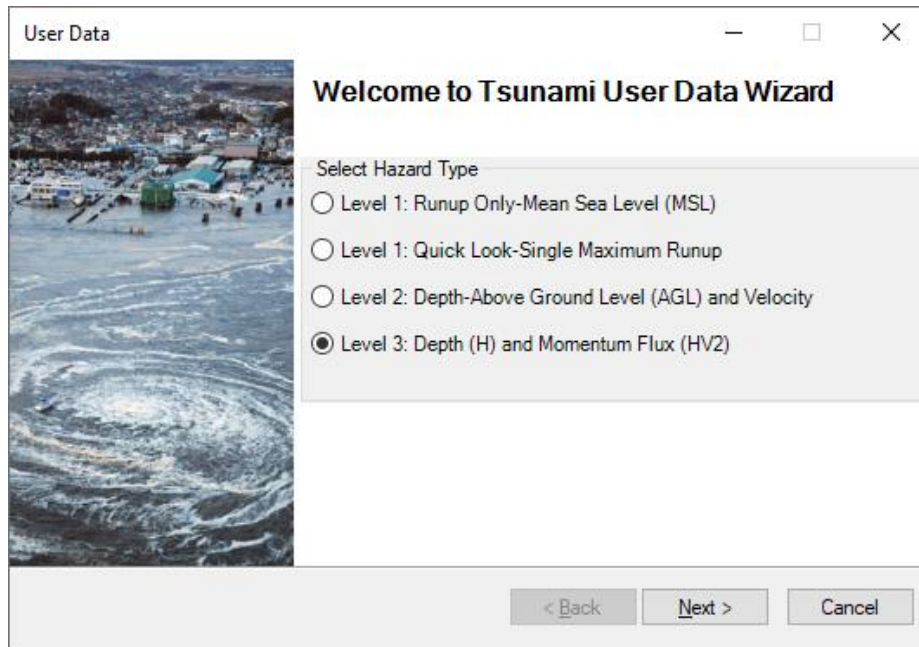 User Data
Welcome to Tsunami User Data Wizard
Select Hazard Type
Level 1: Runup Only-Mean Sea Level (MSL)
Level 1: Quick Look-Single Maximum Runup
Level 2: Depth-Above Ground Level (AGL) and Velocity
Level 3: Depth (H) and Momentum Flux (HV2)
< Back
Next >
Cancel